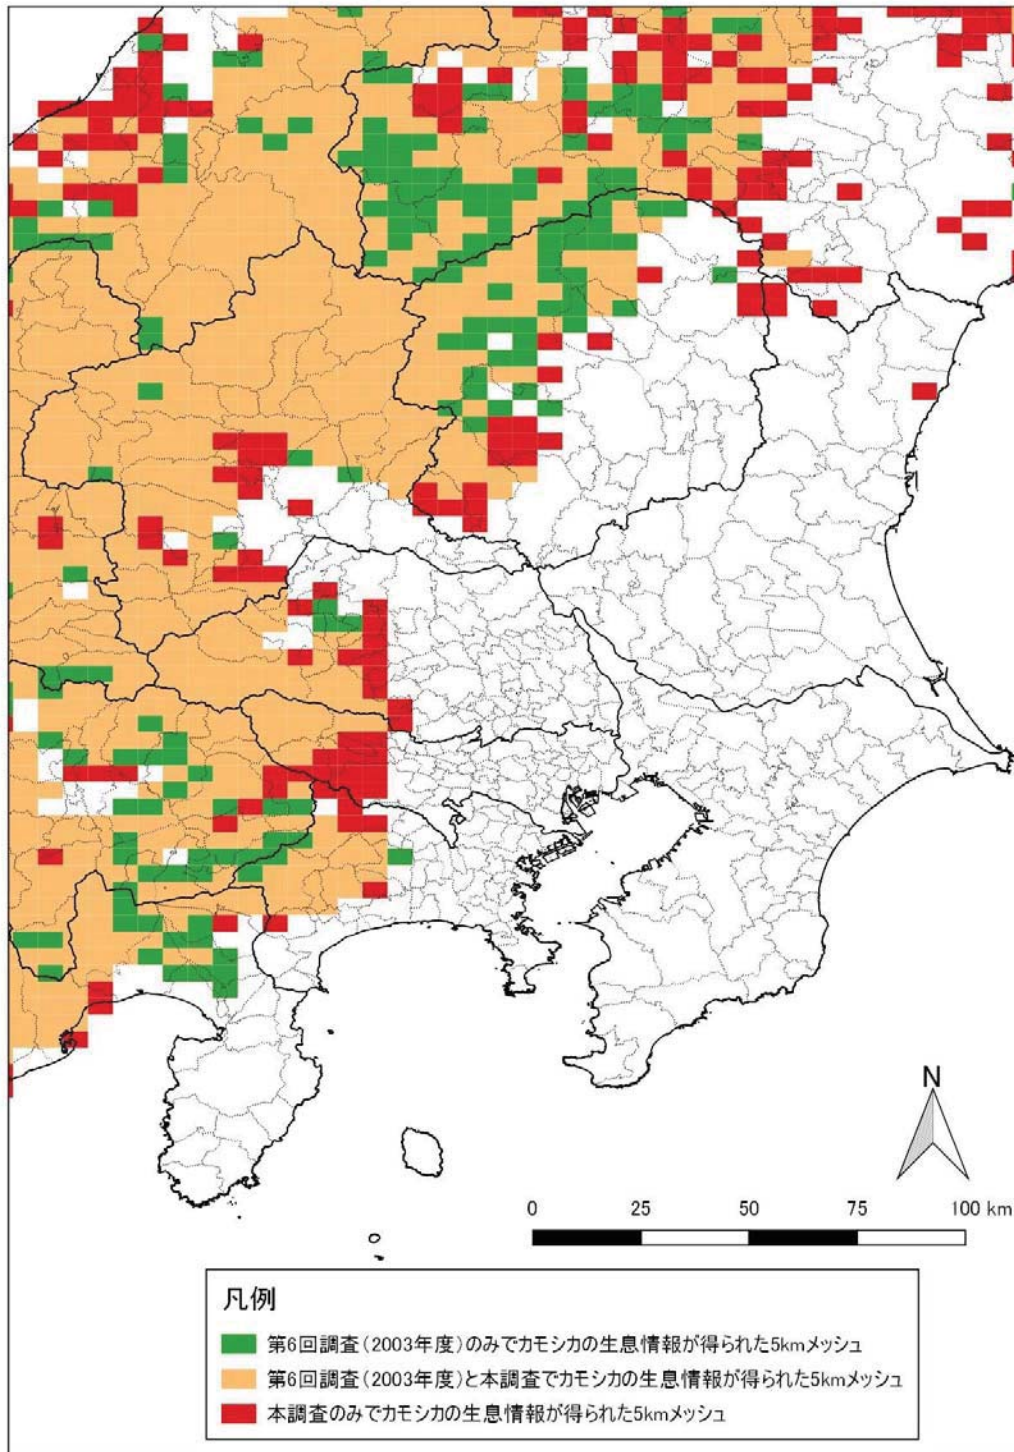 N
0 25 50 75 100 km
凡例
第6回調査(2003年度)のみでカモシカの生息情報が得られた5kmメッシュ
第6回調査(2003年度)と本調査でカモシカの生息情報が得られた5kmメッシュ
本調査のみでカモシカの生息情報が得られた5kmメッシュ